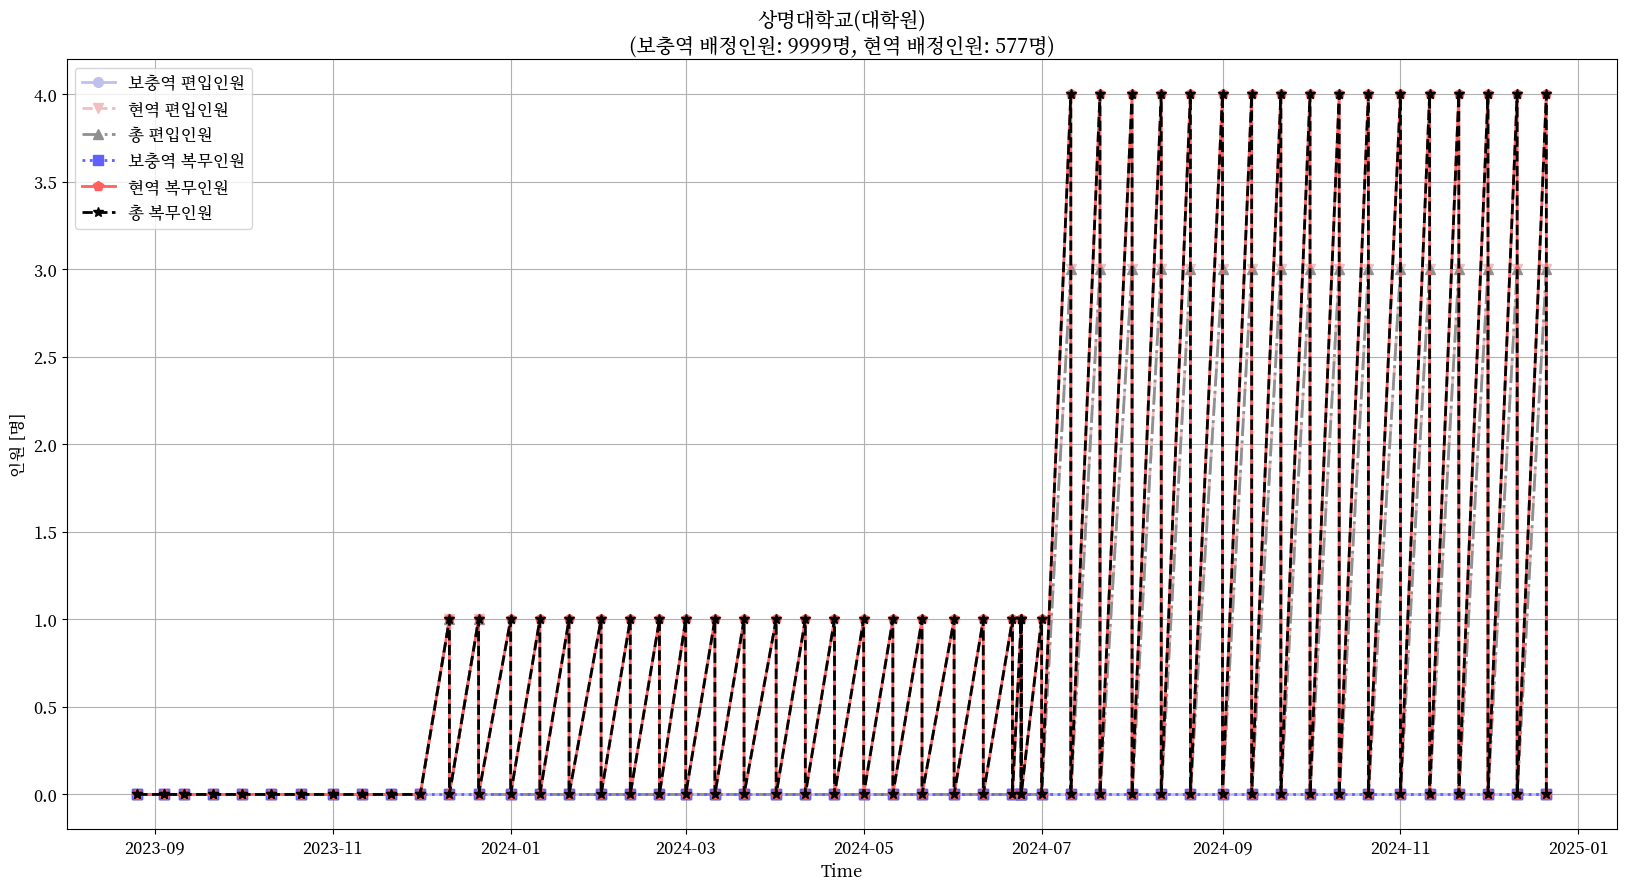 상명대학교(대학원)
(보충역 배정인원: 9999명, 현역 배정인원: 577명)
보충역 편입인원
현역 편입인원
총 편입인원
보충역 복무인원
현역 복무인원
총 복무인원
4.0
3.5
3.0
2.5
2.0
1.5
1.0
0.5
0.0
인원 [명]
2023-09
2023-11
2024-01
2024-03
2024-05
2024-07
2024-09
2024-11
2025-01
Time